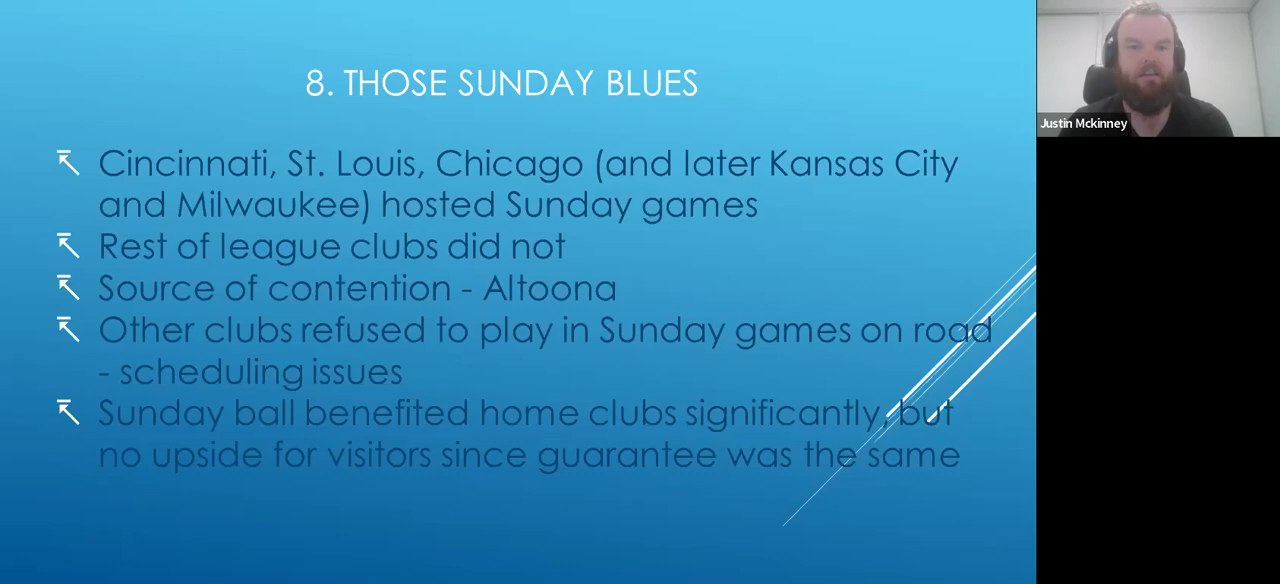 8. THOSE SUNDAY BLUES
Cincinnati, St. Louis, Chicago (and later Kansas City
and Milwaukee) hosted Sunday games
Rest of league clubs did not
Source of contention - Altoona
Other clubs refused to play in Sunday games on road
- scheduling issues
Sunday ball benefited home clubs significantly, but
no upside for visitors since guarantee was the same
Justin Mckinney